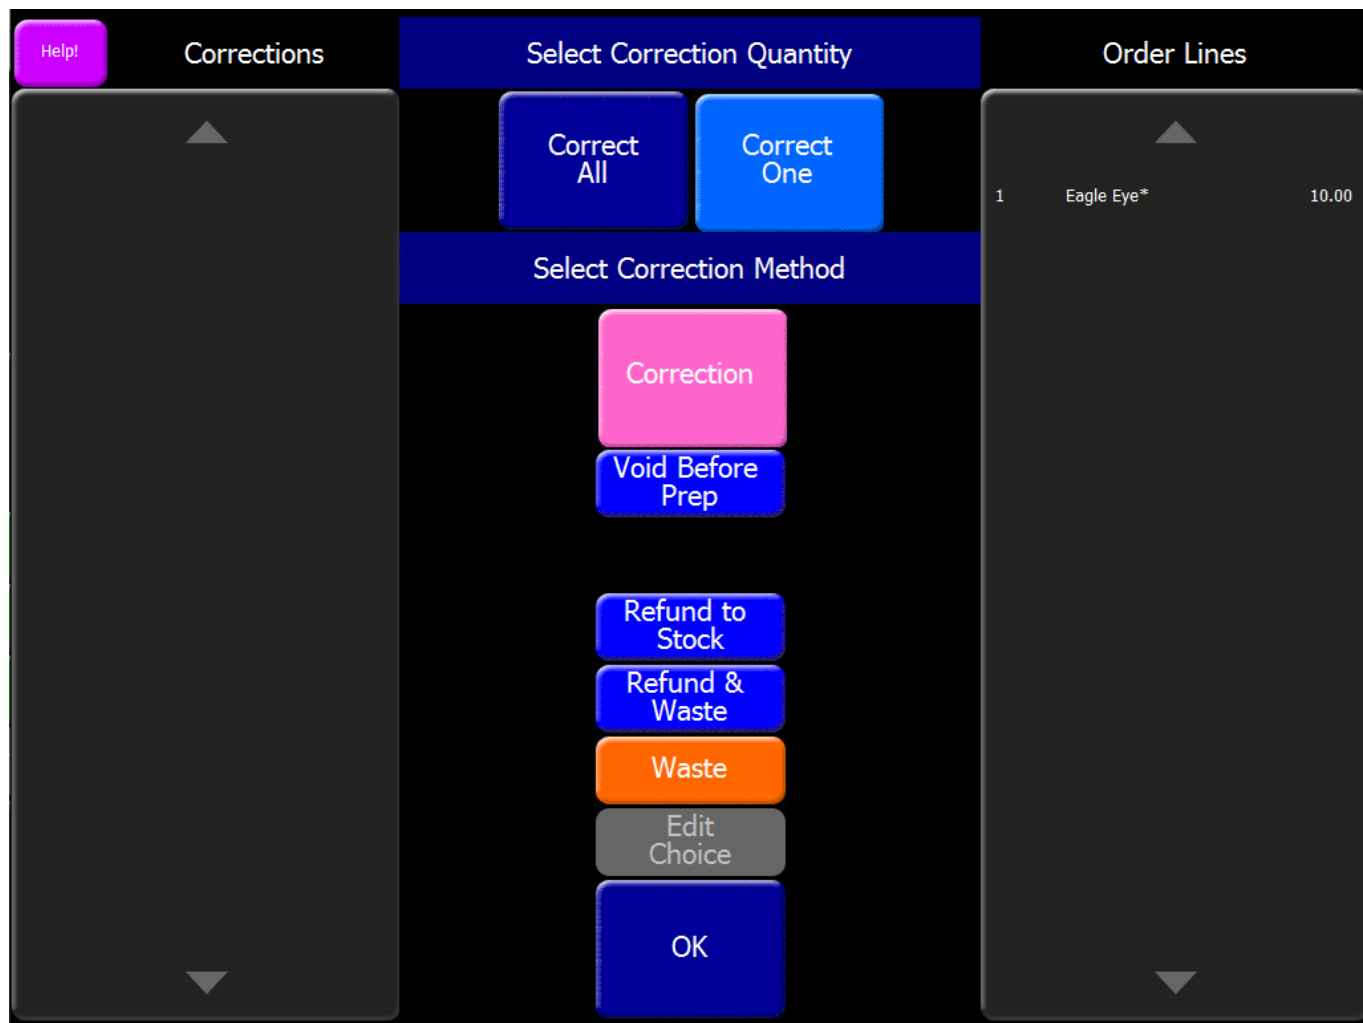 Help!
Corrections
Select Correction Quantity
Order Lines
Correct
All
Correct
One
1 Eagle Eye* 10.00
Select Correction Method
Correction
Void Before
Prep
Refund to
Stock
Refund &
Waste
Waste
Edit
Choice
OK